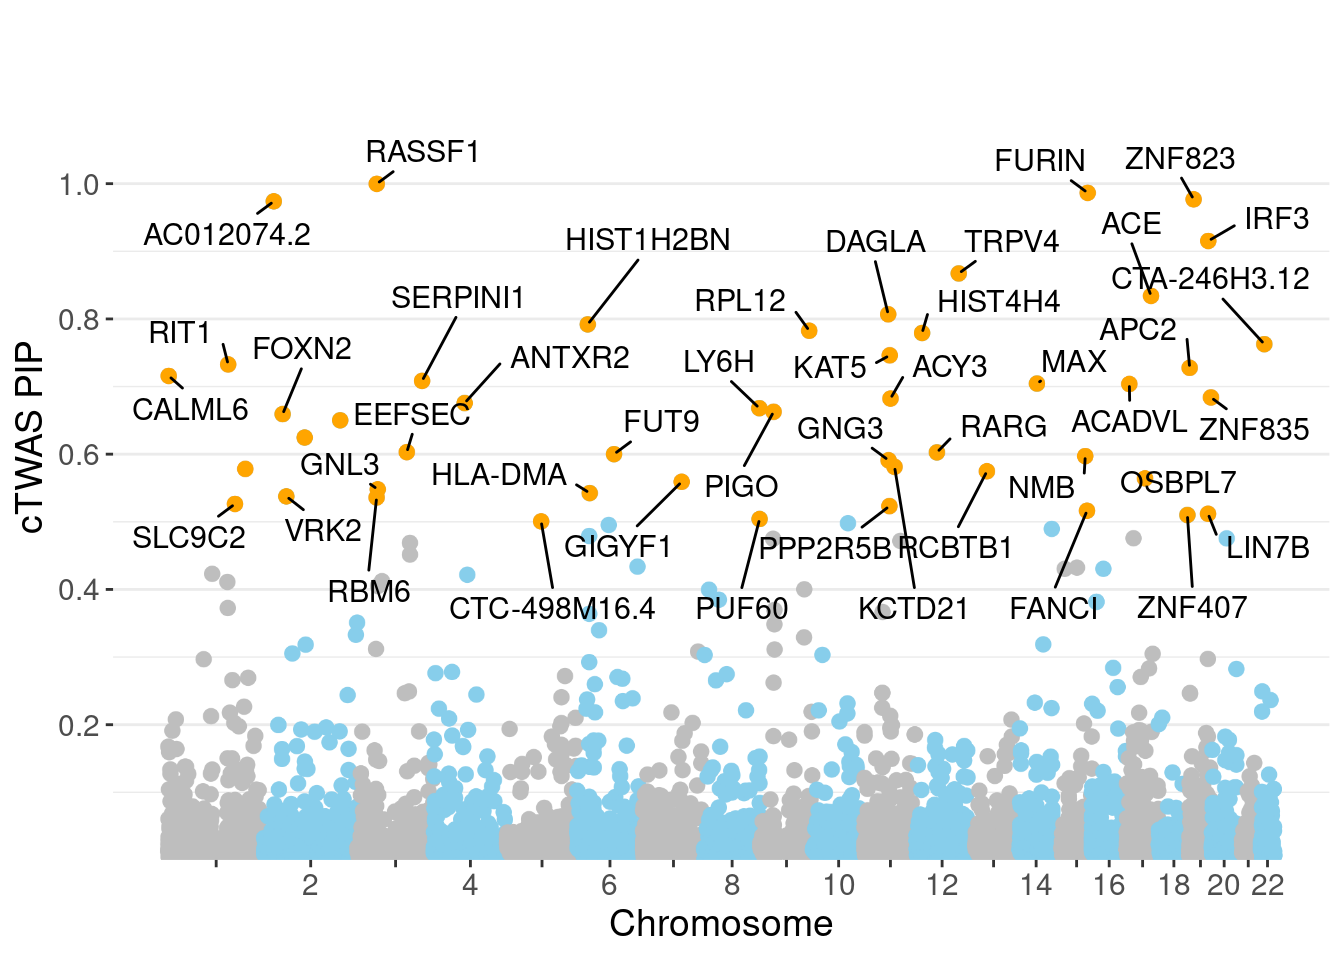 RASSF1
FURIN
ZNF823
1.0
AC012074.2
ACE
IRF3
HIST1H2BN
DAGLA
TRPV4
CTA-246H3.12
SERPINI1
RPL12
HIST4H4
0.8
RIT1
FOXN2
ANTXR2
LY6H
KAT5
ACY3
MAX
APC2
CALML6
EEFSEC
FUT9
GNG3
RARG
ACADVL
ZNF835
0.6
GNL3
HLA-DMA
PIGO
NMB
OSBPL7
SLC9C2
VRK2
GIGYF1
PPP2R5B
RCBTB1
LIN7B
0.4
RBM6
CTC-498M16.4
PUF60
KCTD21
FANCI
ZNF407
0.2
cTWAS PIP
2
4
6
8
10
12
14
16
18
20
22
Chromosome